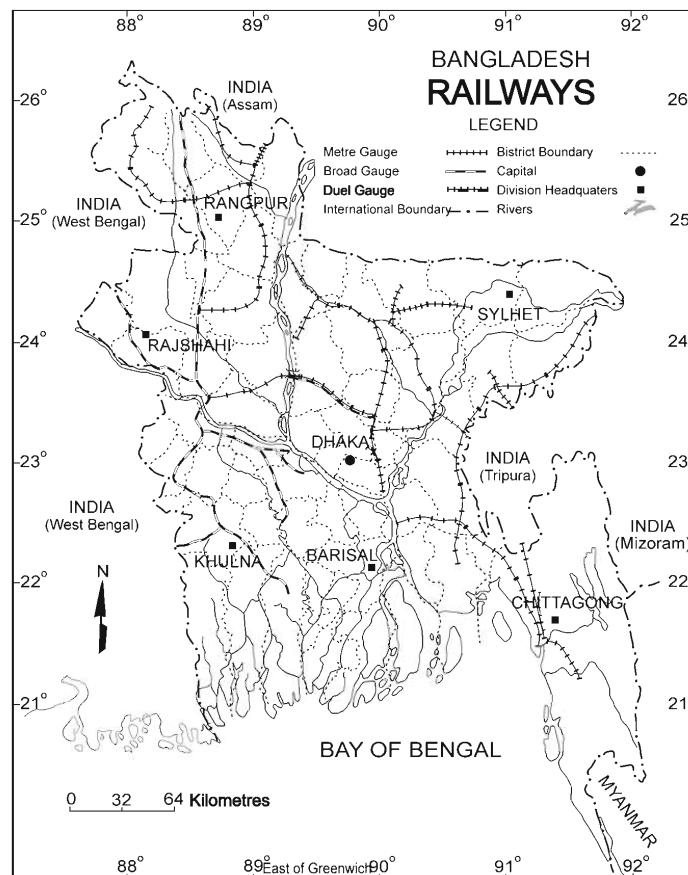 88° 89° 90° 91° 92°
BANGLADESH
RAILWAYS
LEGEND
Metre Gauge Bistrict Boundary
Broad Gauge Capital
Duel Gauge Division Headquaters
International Boundary Rivers
26° 26
25° 25
24° 24
23° 23
22° 22
21° 21
INDIA
(Assam)
INDIA
(West Bengal)
RANGPUR
SYLHET
RAJSHAHI
DHAKA
INDIA
(Tripura)
INDIA
(West Bengal)
INDIA
(Mizoram)
KHULNA
BARISAL
N
CHITTAGONG
BAY OF BENGAL
MYANMAR
0 32 64 Kilometres
88° 89° East of Greenwich 90° 91° 92°